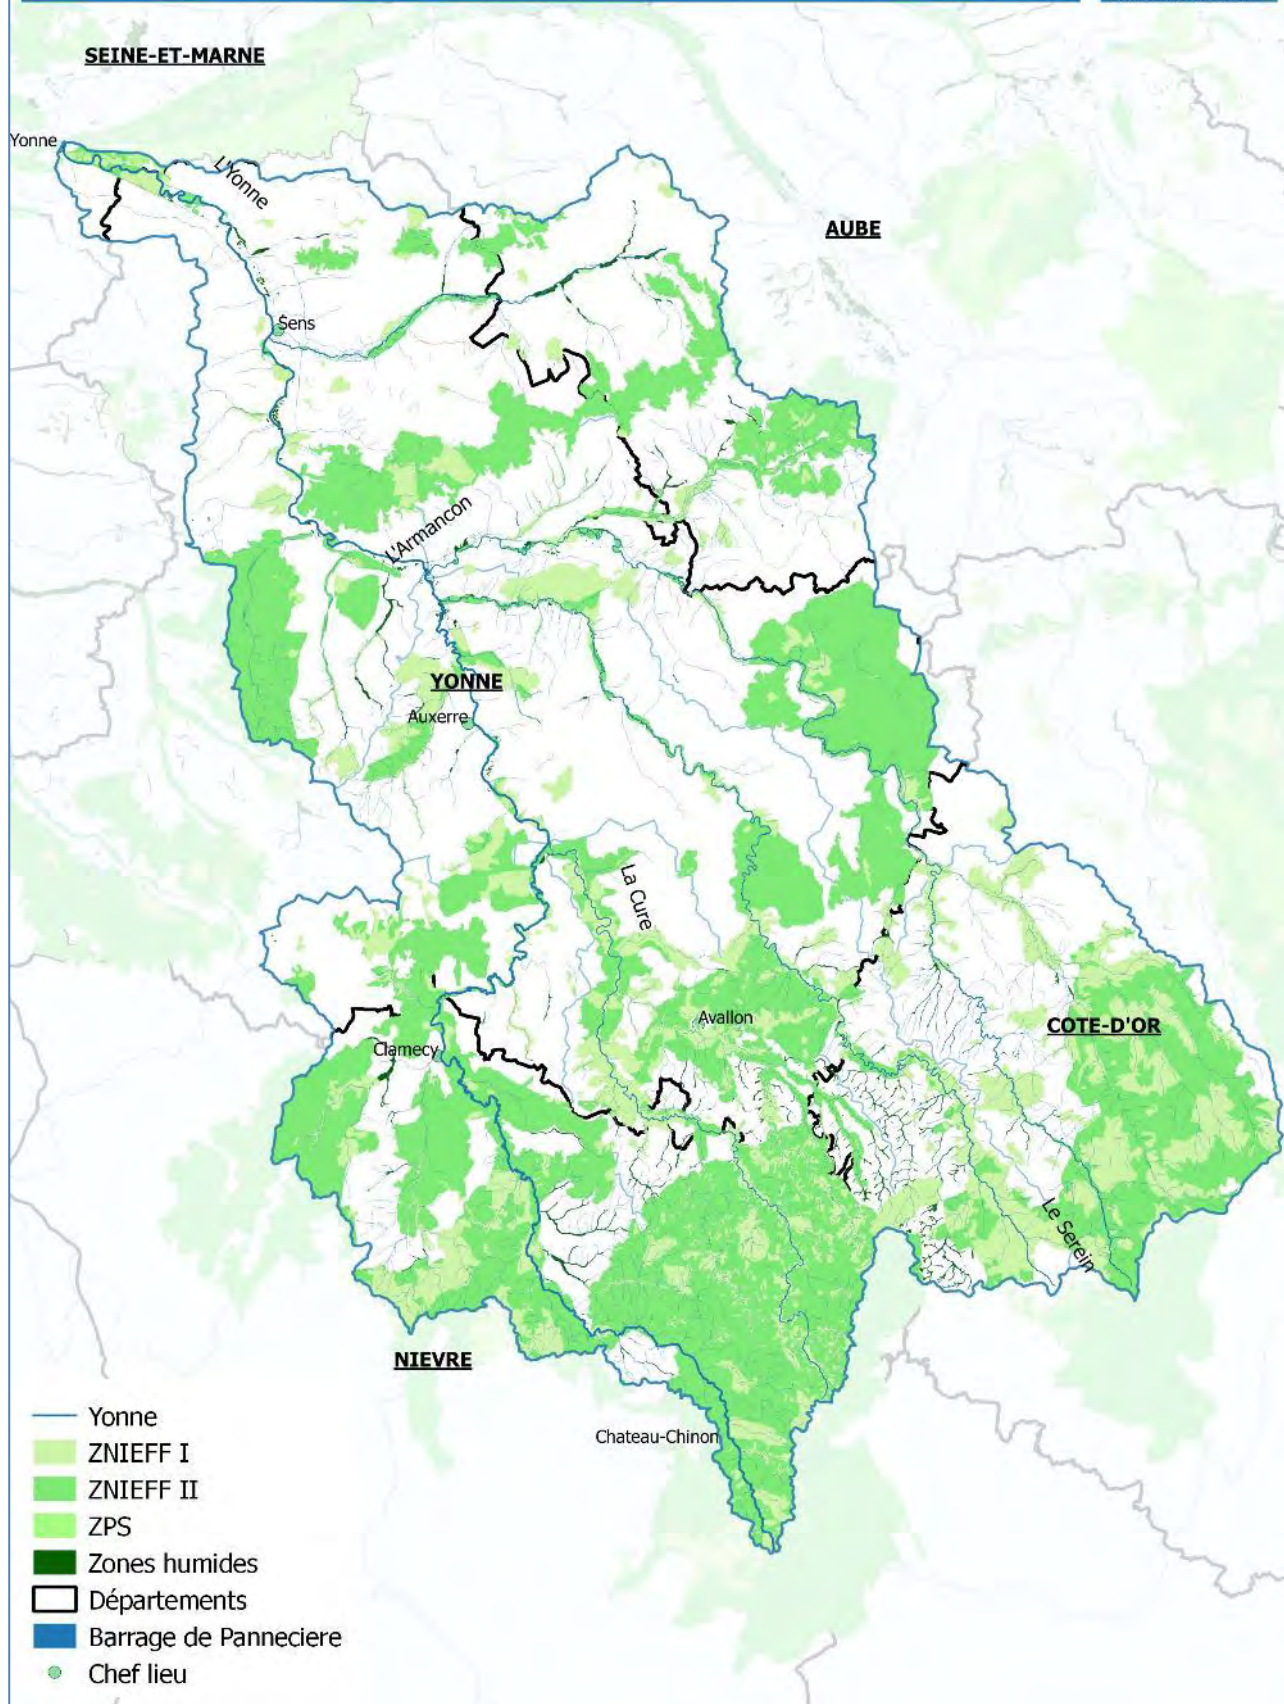 SEINE-ET-MARNE
Yonne
L'Yonne
AUBE
Sens
L'Armancon
YONNE
Auxerre
La Cure
Avallon
COTE-D'OR
Clamecy
Le Serein
NIEVRE
Chateau-Chinon
Yonne
ZNIEFF I
ZNIEFF II
ZPS
Zones humides
Départements
Barrage de Panneciere
Chef lieu